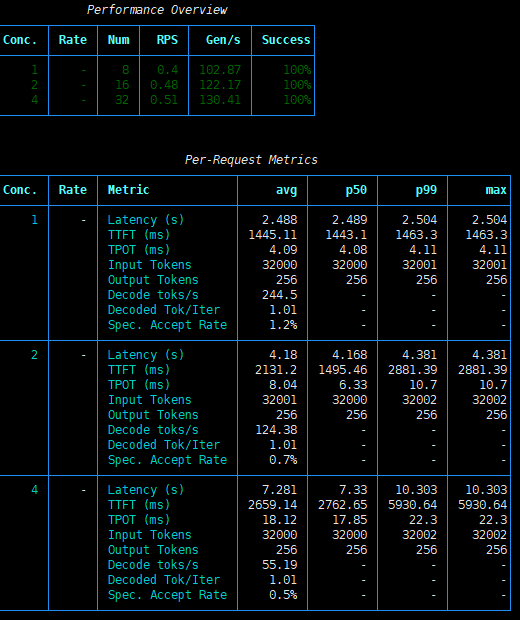 Performance Overview
Conc. Rate Num RPS Gen/s Success
1 - 8 0.4 102.87 100%
2 - 16 0.48 122.17 100%
4 - 32 0.51 130.41 100%
Per-Request Metrics
Conc. Rate Metric avg p50 p99 max
1 - Latency (s) 2.488 2.489 2.504 2.504
TTFT (ms) 1445.11 1443.1 1463.3 1463.3
TPOT (ms) 4.09 4.08 4.11 4.11
Input Tokens 32000 32000 32001 32001
Output Tokens 256 256 256 256
Decode toks/s 244.5 - - -
Decoded Tok/Iter 1.01 - - -
Spec. Accept Rate 1.2% - - -
2 - Latency (s) 4.18 4.168 4.381 4.381
TTFT (ms) 2131.2 1495.46 2881.39 2881.39
TPOT (ms) 8.04 6.33 10.7 10.7
Input Tokens 32001 32000 32002 32002
Output Tokens 256 256 256 256
Decode toks/s 124.38 - - -
Decoded Tok/Iter 1.01 - - -
Spec. Accept Rate 0.7% - - -
4 - Latency (s) 7.281 7.33 10.303 10.303
TTFT (ms) 2659.14 2762.65 5930.64 5930.64
TPOT (ms) 18.12 17.85 22.3 22.3
Input Tokens 32000 32000 32002 32002
Output Tokens 256 256 256 256
Decode toks/s 55.19 - - -
Decoded Tok/Iter 1.01 - - -
Spec. Accept Rate 0.5% - - -